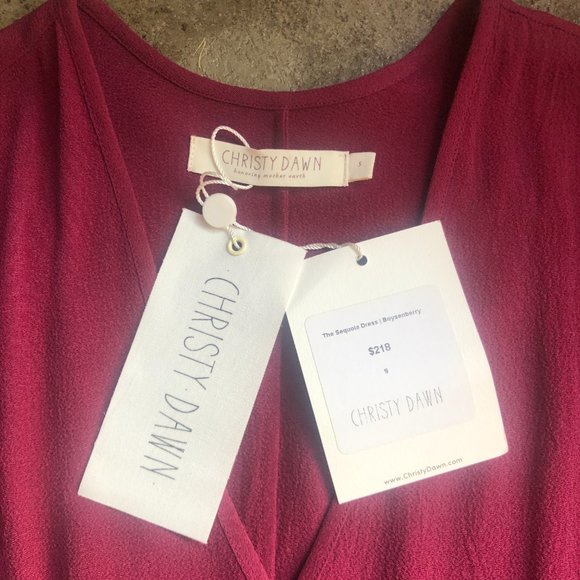 CHRISTY DAWN
honoring mother earth
S
CHRISTY DAWN
The Sequoia Dress | Boysenberry
$218
S
CHRISTY DAWN
www.ChristyDawn.com